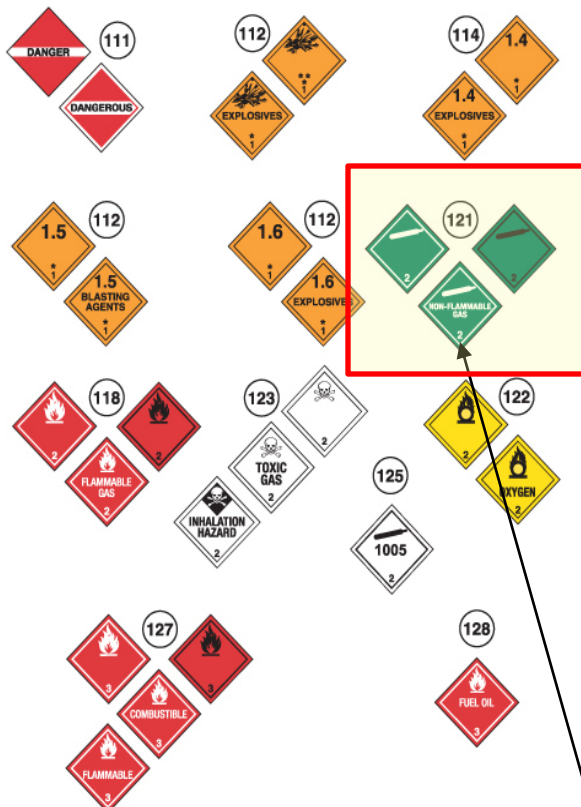 111
DANGER
DANGEROUS
112
**
1
EXPLOSIVES
*
1
114
1.4
*
1
1.4
EXPLOSIVES
*
1
112
1.5
*
1
1.5
BLASTING
AGENTS
*
1
112
1.6
*
1
1.6
EXPLOSIVES
*
1
121
2
2
NON-FLAMMABLE
GAS
2
118
2
2
FLAMMABLE
GAS
2
123
2
TOXIC
GAS
2
INHALATION
HAZARD
2
122
2
OXYGEN
2
125
1005
2
127
3
3
COMBUSTIBLE
3
FLAMMABLE
3
128
FUEL OIL
3